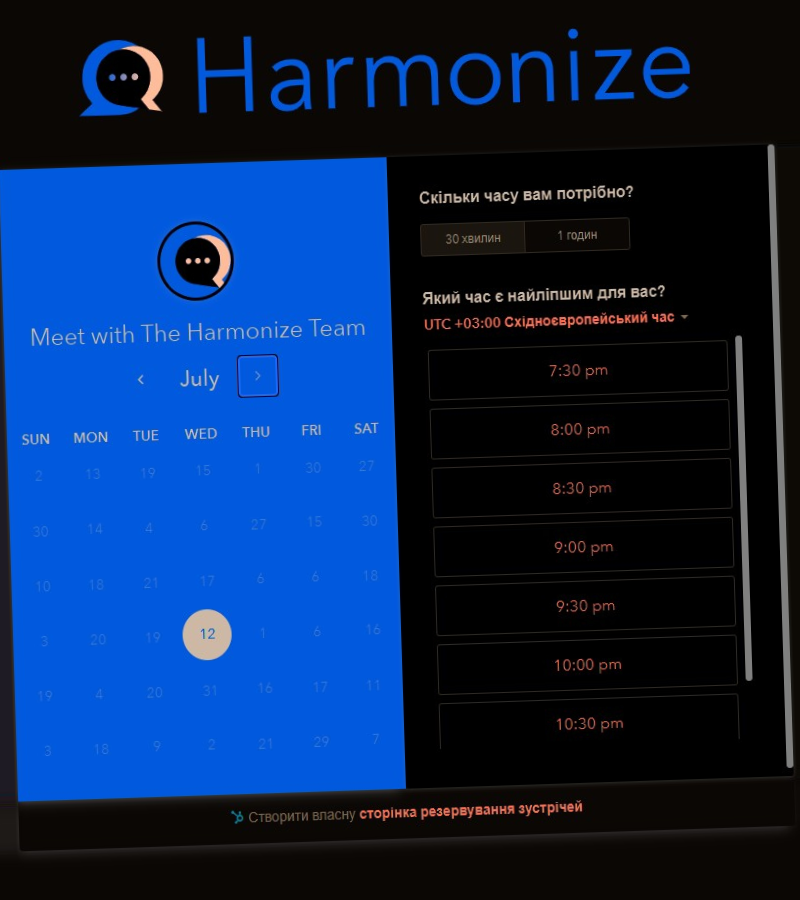 Harmonize
Meet with The Harmonize Team
July
SUN MON TUE WED THU FRI SAT
2 13 19 15 1 30 27
30 14 4 6 27 15 30
10 18 21 17 6 6 18
3 20 19 12 1 6 16
19 4 20 31 16 17 11
3 18 9 2 21 29 7
Скільки часу вам потрібно?
30 хвилин 1 годин
Який час є найліпшим для вас?
UTC +03:00 Східноєвропейський час
7:30 pm
8:00 pm
8:30 pm
9:00 pm
9:30 pm
10:00 pm
10:30 pm
Створити власну сторінка резервування зустрічей